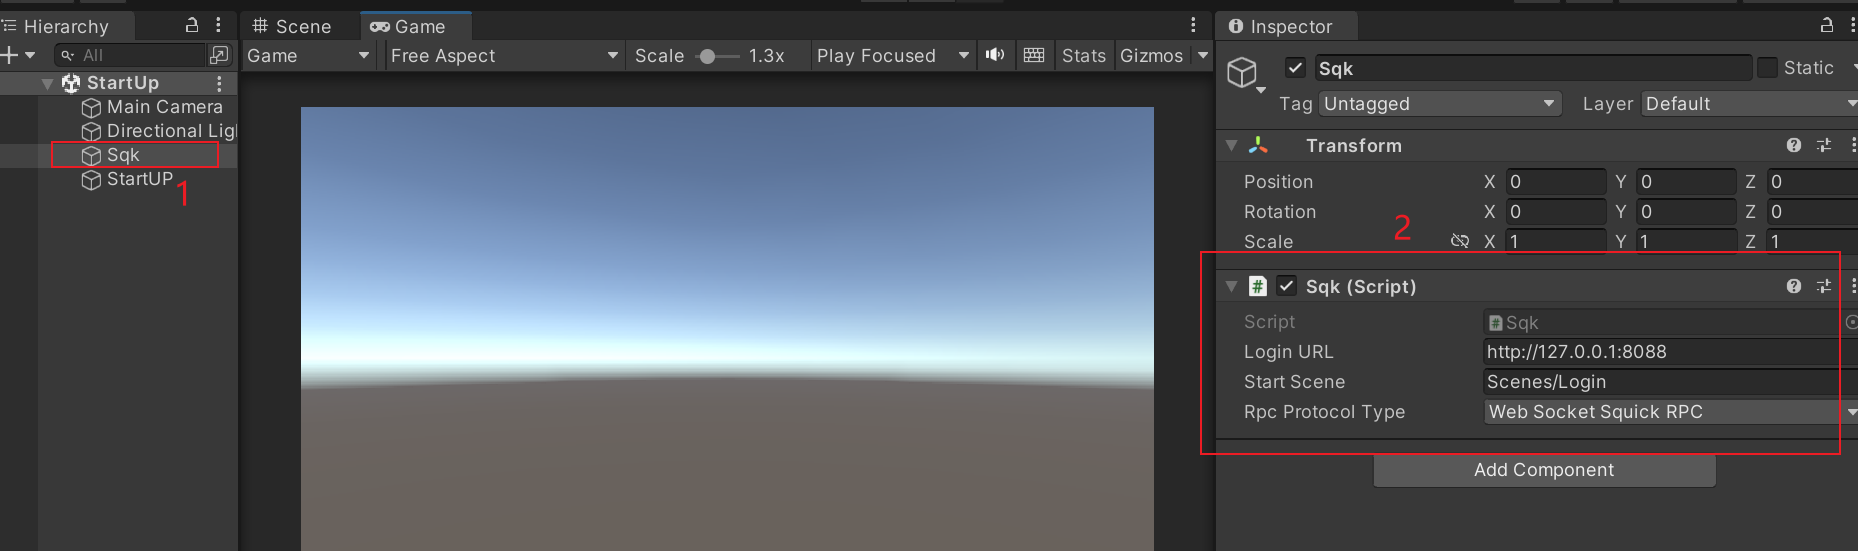 Hierarchy
All
StartUp
Main Camera
Directional Lig
Sqk
StartUP
1
Scene
Game
Game
Free Aspect
Scale
1.3x
Play Focused
Stats
Gizmos
Inspector
Sqk
Static
Tag
Untagged
Layer
Default
Transform
Position
X 0 Y 0 Z 0
Rotation
X 0 Y 0 Z 0
Scale
X 1 Y 1 Z 1
2
# Sqk (Script)
Script
# Sqk
Login URL
http://127.0.0.1:8088
Start Scene
Scenes/Login
Rpc Protocol Type
Web Socket Squick RPC
Add Component